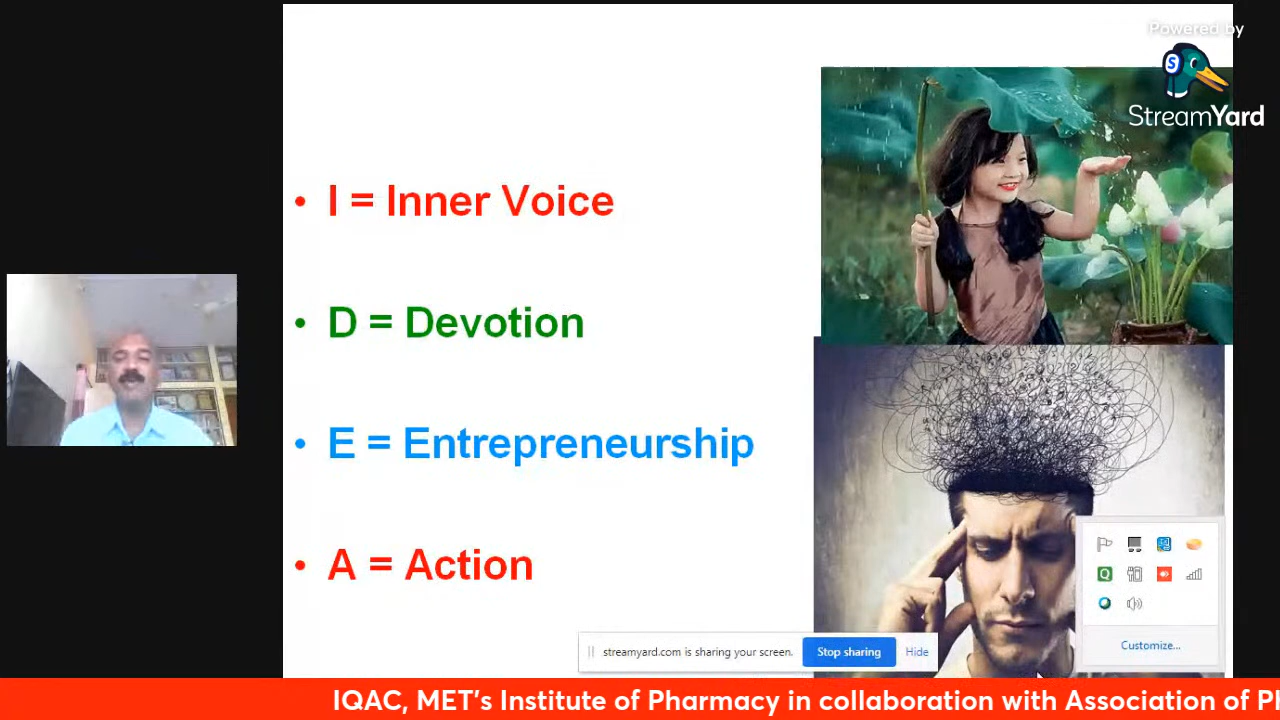 Powered by
StreamYard
• I = Inner Voice
• D = Devotion
• E = Entrepreneurship
• A = Action
Customize...
streamyard.com is sharing your screen. Stop sharing Hide
IQAC, MET's Institute of Pharmacy in collaboration with Association of